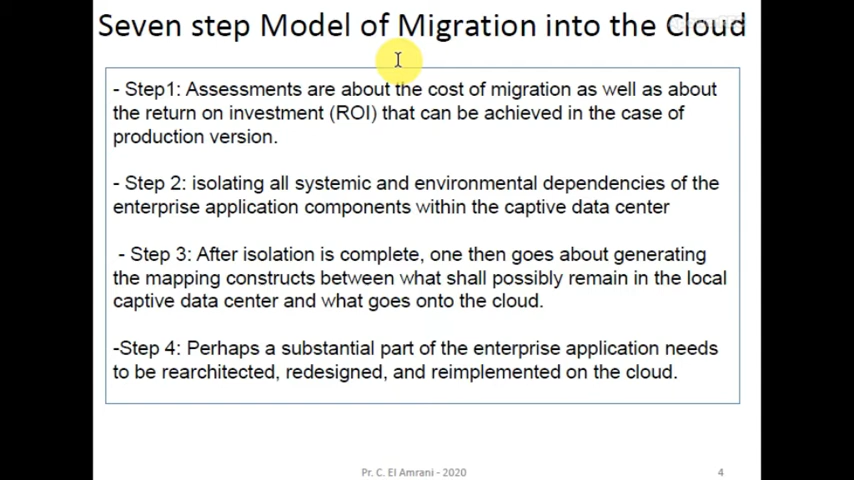 Seven step Model of Migration into the Cloud
- Step1: Assessments are about the cost of migration as well as about
the return on investment (ROI) that can be achieved in the case of
production version.
- Step 2: isolating all systemic and environmental dependencies of the
enterprise application components within the captive data center
- Step 3: After isolation is complete, one then goes about generating
the mapping constructs between what shall possibly remain in the local
captive data center and what goes onto the cloud.
-Step 4: Perhaps a substantial part of the enterprise application needs
to be rearchitected, redesigned, and reimplemented on the cloud.
Pr. C. El Amrani - 2020
4